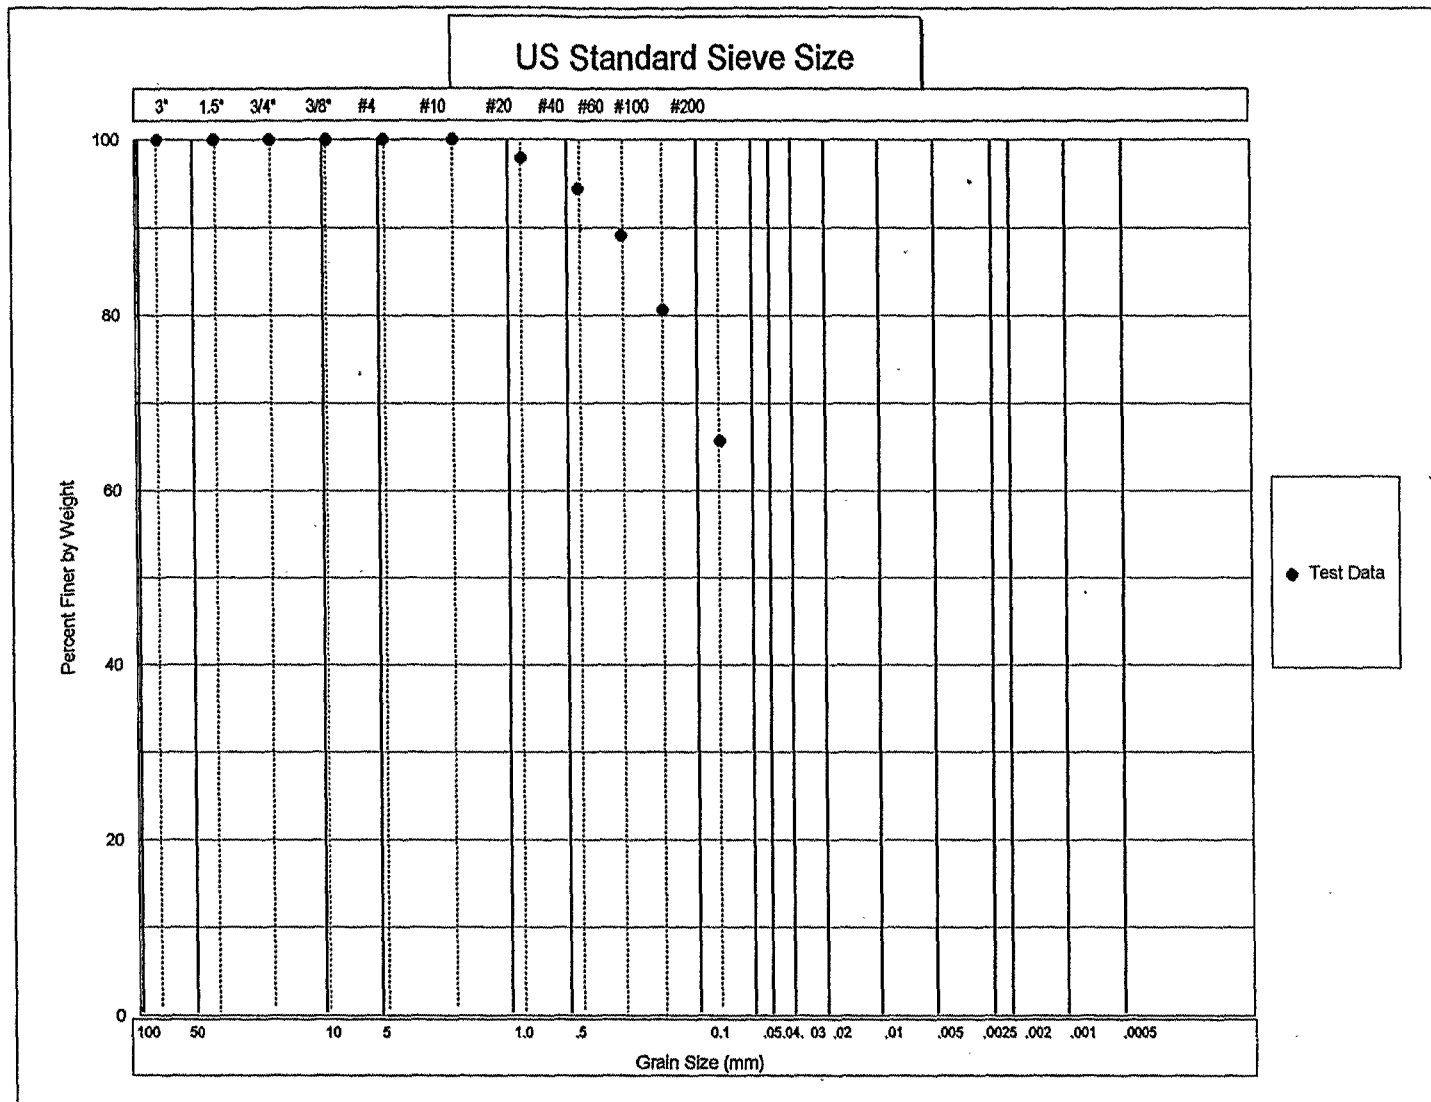 US Standard Sieve Size
3" 1.5" 3/4" 3/8" #4 #10 #20 #40 #60 #100 #200
100
80
60
40
20
0
Percent Finer by Weight
Test Data
100 50 10 5 1.0 .5 0.1 .05 .04 . 03 .02 .01 .005 .0025 .002 .001 .0005
Grain Size (mm)